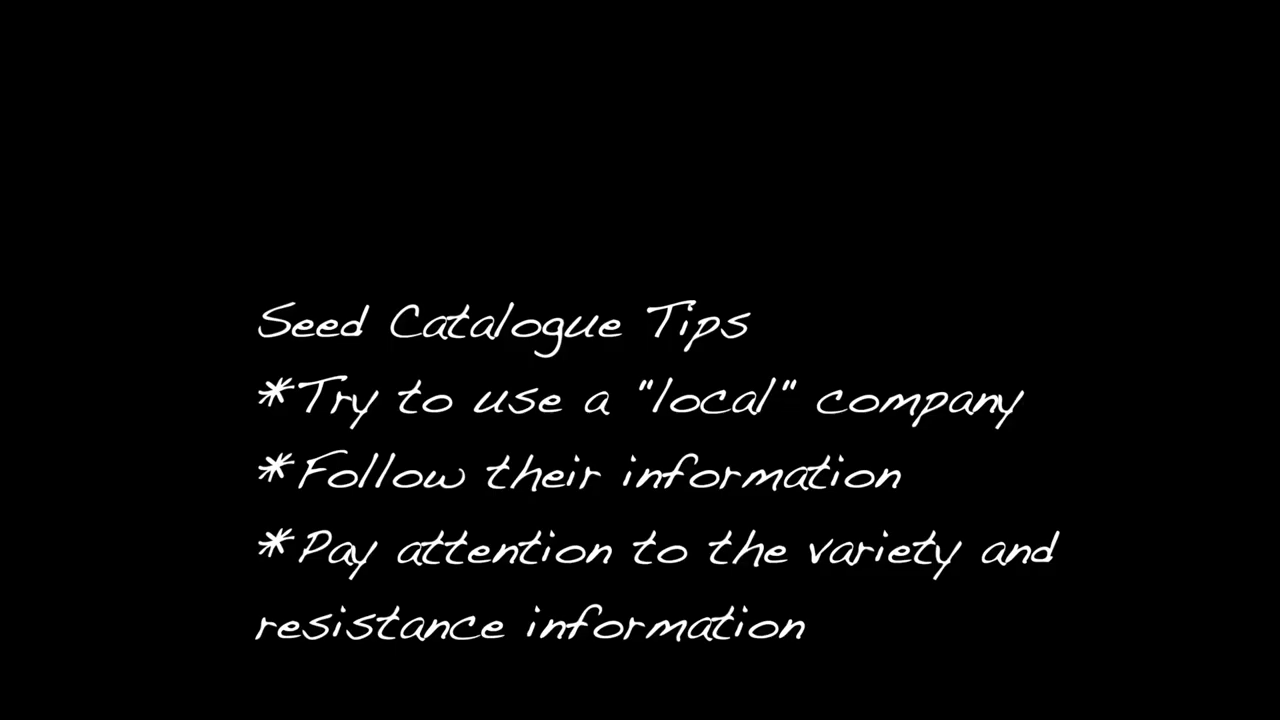 Seed Catalogue Tips
*Try to use a "local" company
*Follow their information
*Pay attention to the variety and
resistance information